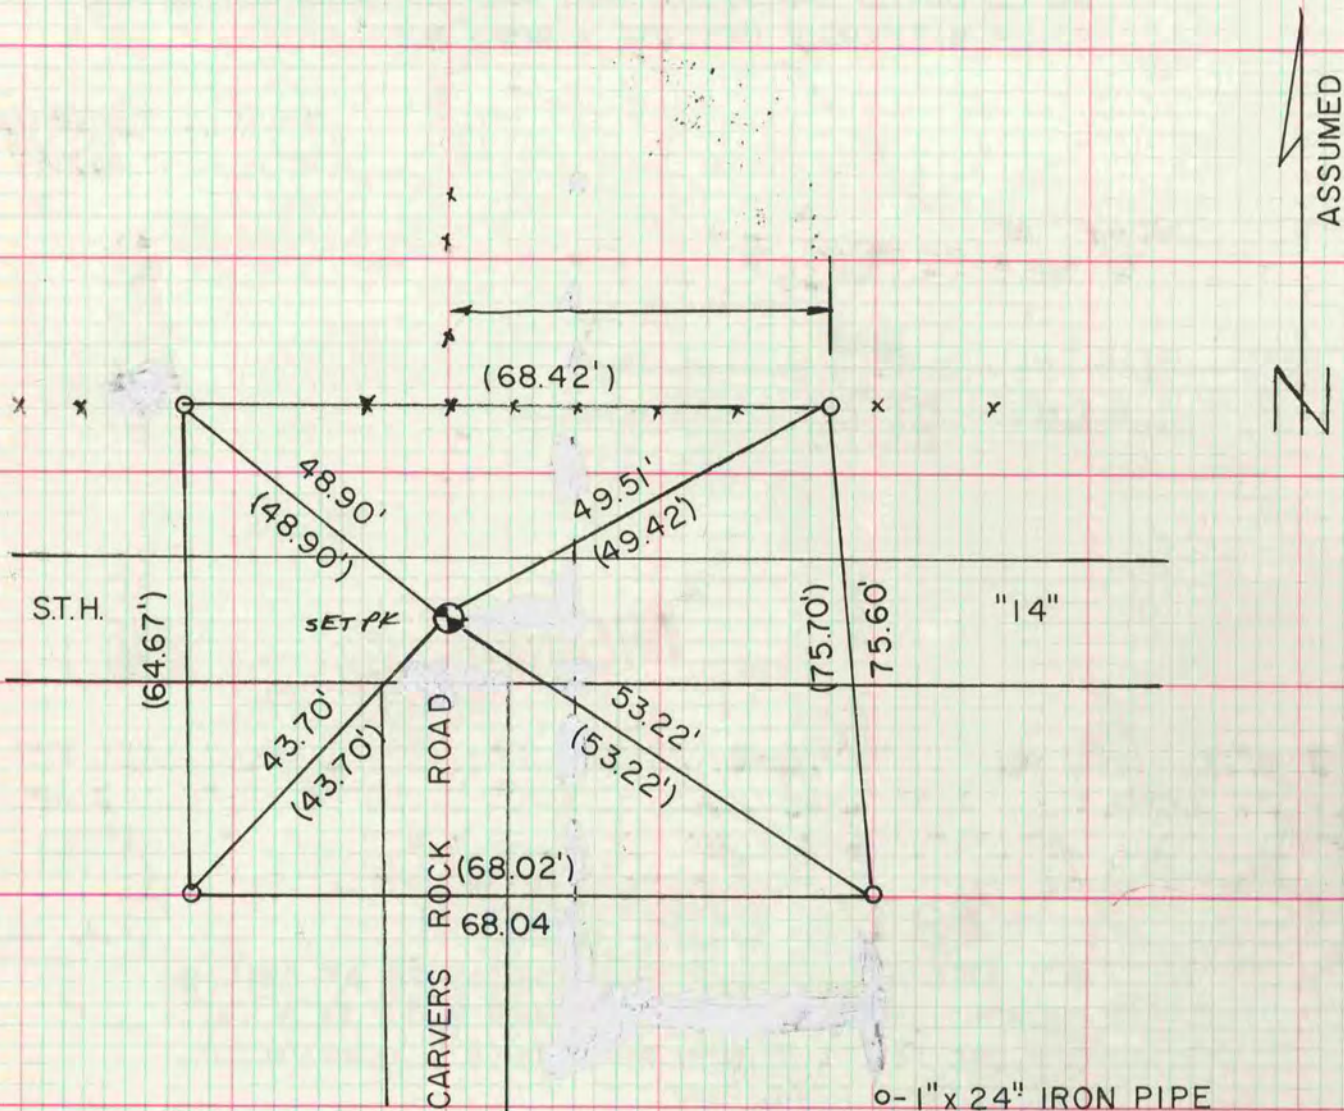 ASSUMED
N
(68.42')
48.90'
(48.90')
49.51'
(49.42')
S.T.H.
"14"
SET PK
(64.67')
(75.70')
75.60'
43.70'
(43.70')
53.22'
(53.22')
CARVERS ROCK ROAD
(68.02')
68.04
o-1"x 24" IRON PIPE